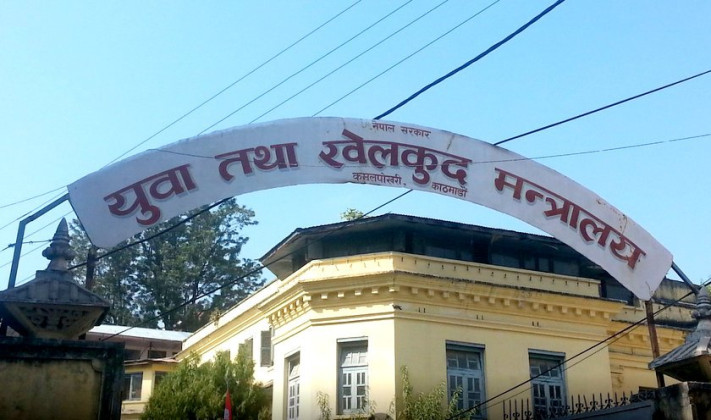 नेपाल सरकार
युवा तथा खेलकुद मन्त्रालय
कमलपोखरी, काठमाडौं